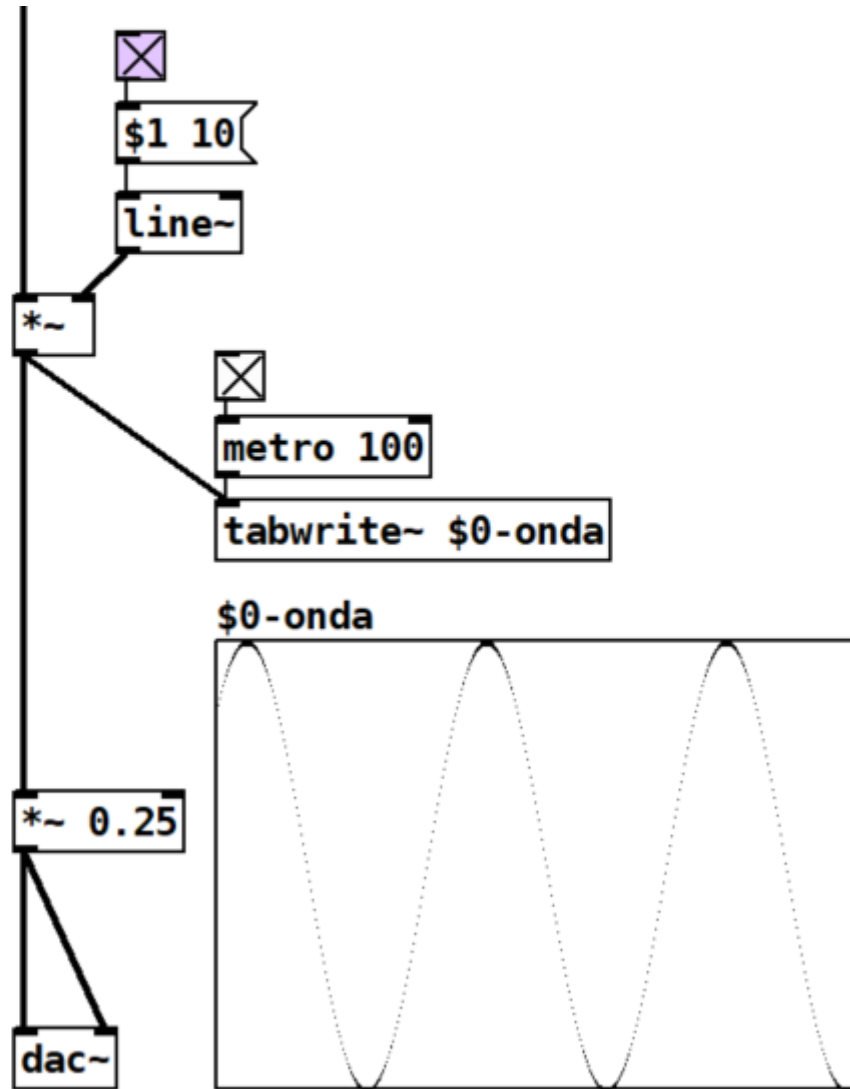 $1 10
line~
*~
metro 100
tabwrite~ $0-onda
$0-onda
*~ 0.25
dac~